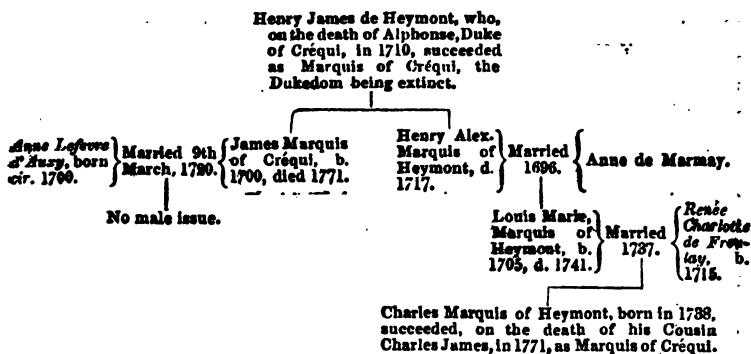 Henry James de Heymont, who,
on the death of Alphonse, Duke
of Créqui, in 1710, succeeded
as Marquis of Créqui, the
Dukedom being extinct.
Anne Lefevre
d'Auxy, born
cir. 1700.
Married 9th
March, 1720.
James Marquis
of Créqui, b.
1700, died 1771.
No male issue.
Henry Alex.
Marquis of
Heymont, d.
1717.
Married
1696.
Anne de Marmay.
Louis Marie,
Marquis of
Heymont, b.
1705, d. 1741.
Married
1737.
Renée
Charlotte
de Frou-
lay, b.
1715.
Charles Marquis of Heymont, born in 1738,
succeeded, on the death of his Cousin
Charles James, in 1771, as Marquis of Créqui.